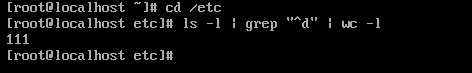 [root@localhost ~]# cd /etc
[root@localhost etc]# ls -l | grep "^d" | wc -l
111
[root@localhost etc]#